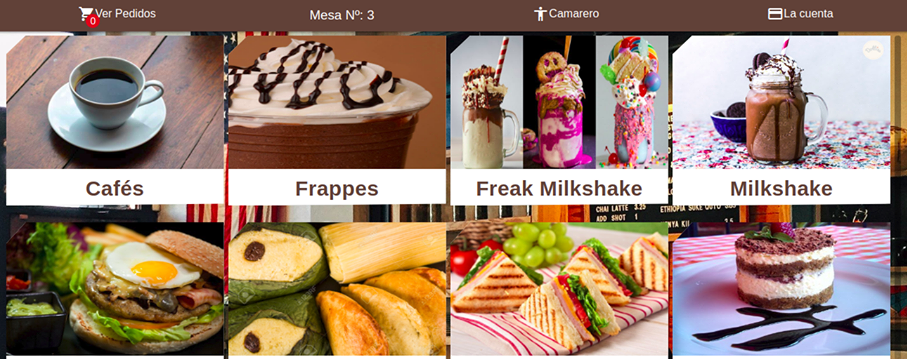 0
Ver Pedidos
Mesa Nº: 3
Camarero
La cuenta
Cafés
Frappes
Freak Milkshake
Milkshake
CHAI LATTE 3.25
ADD SHOT 1
ETHIOPIA